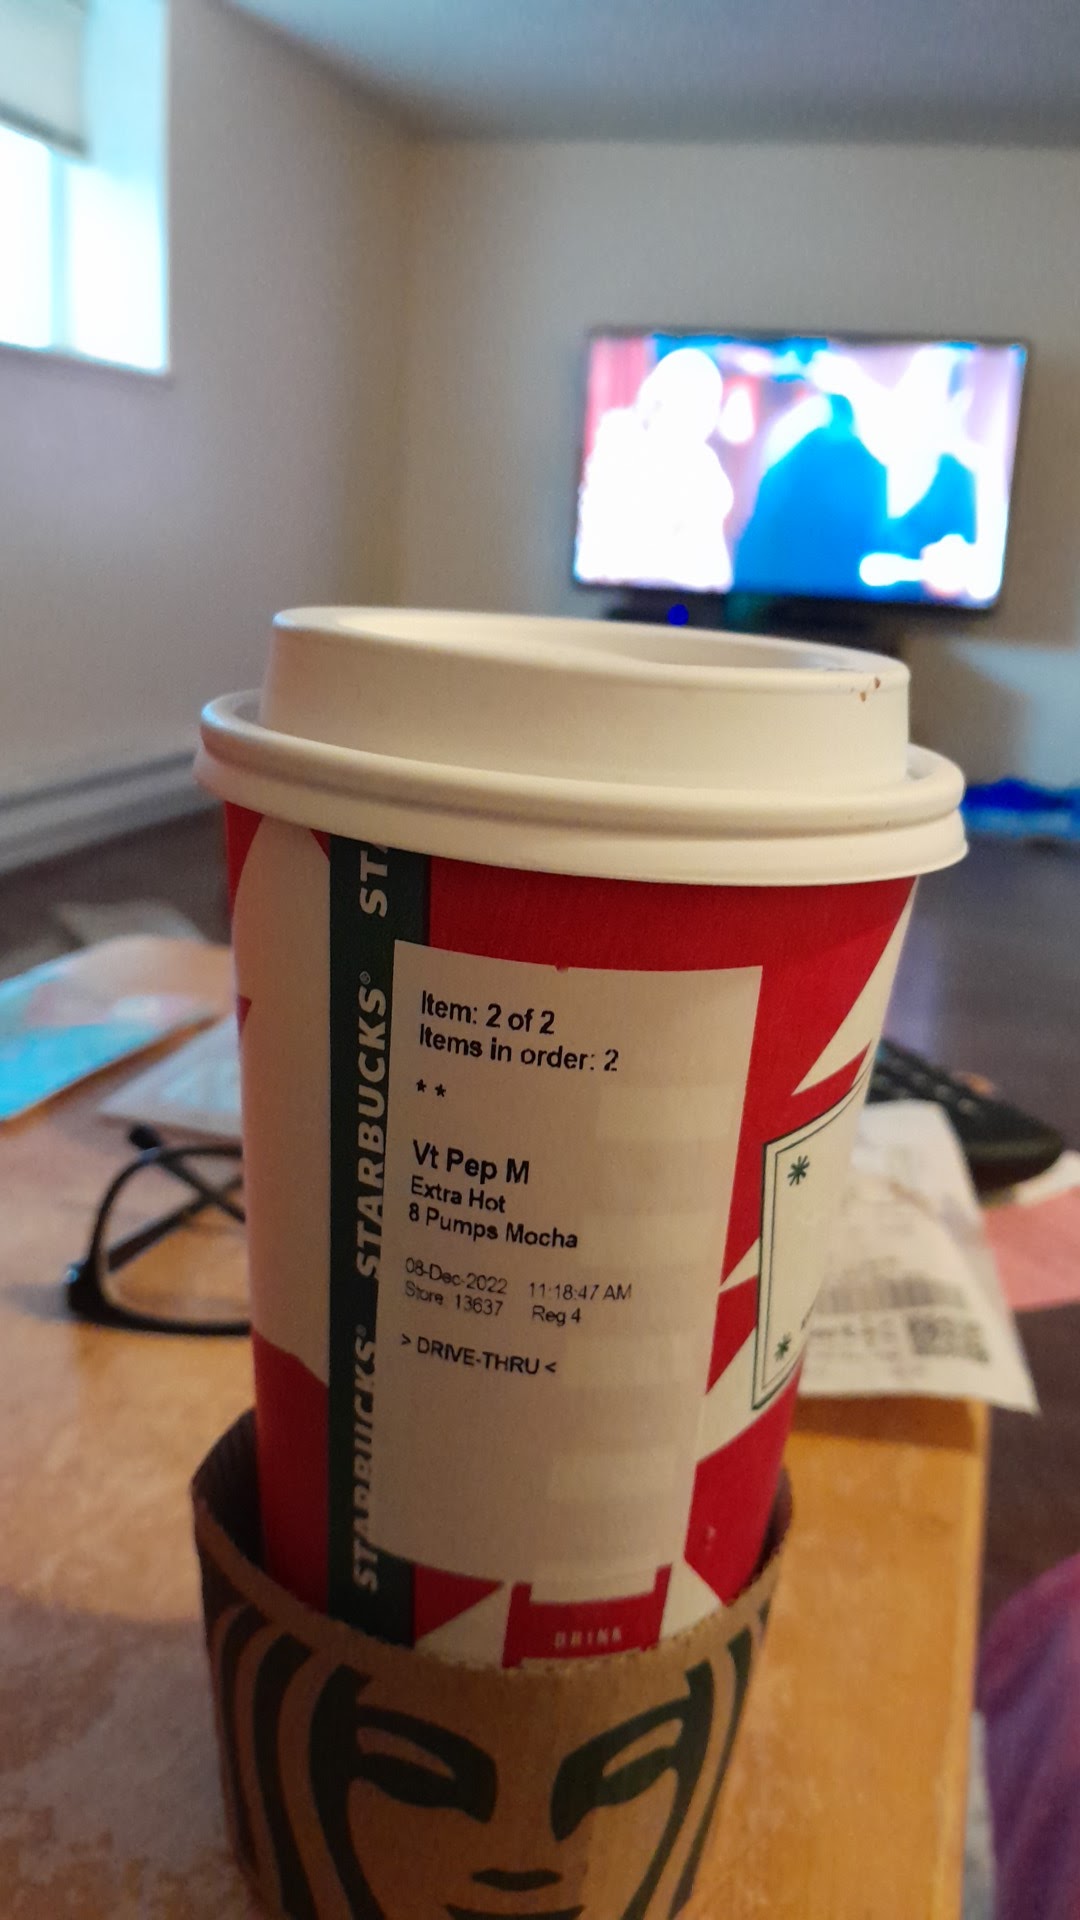 STARBUCKS®
STARBUCKS®
ST
Item: 2 of 2
Items in order: 2
* *
Vt Pep M
Extra Hot
8 Pumps Mocha
08-Dec-2022 11:18:47 AM
Store 13637 Reg 4
> DRIVE-THRU <
DRINK